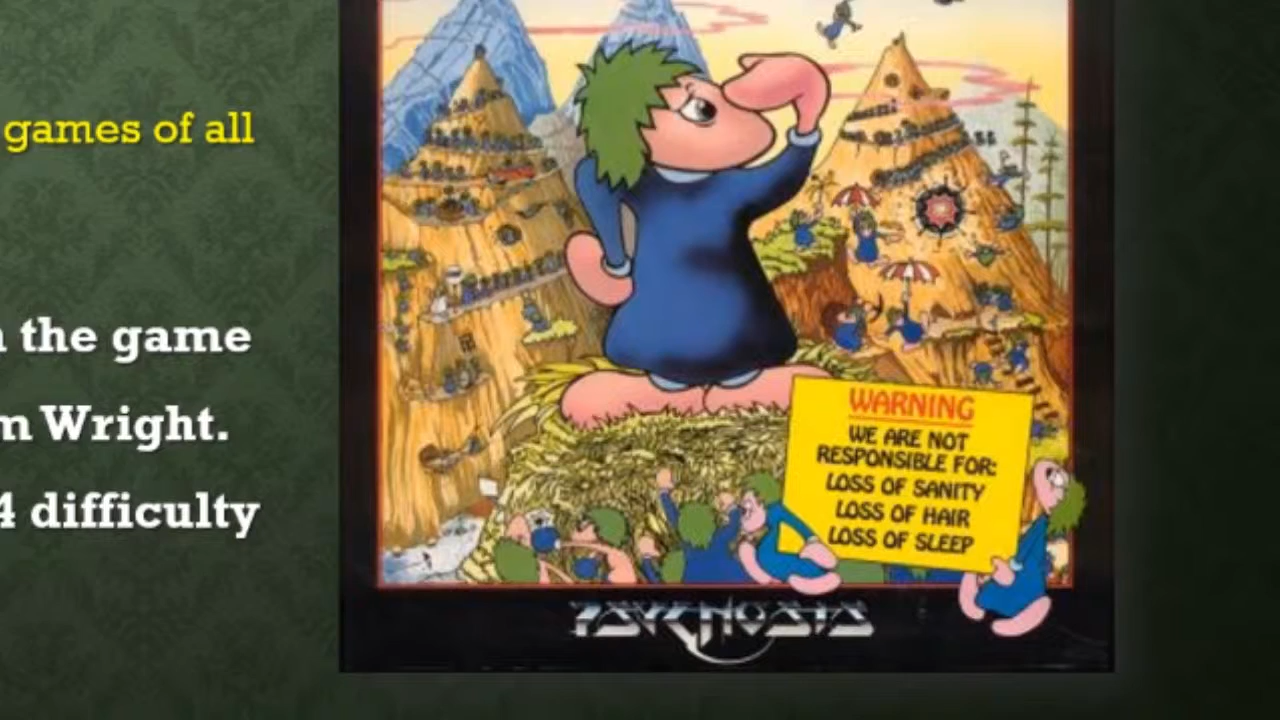 games of all
the game
Wright.
4 difficulty
WARNING
WE ARE NOT
RESPONSIBLE FOR:
LOSS OF SANITY
LOSS OF HAIR
LOSS OF SLEEP
PSYGNOSIS